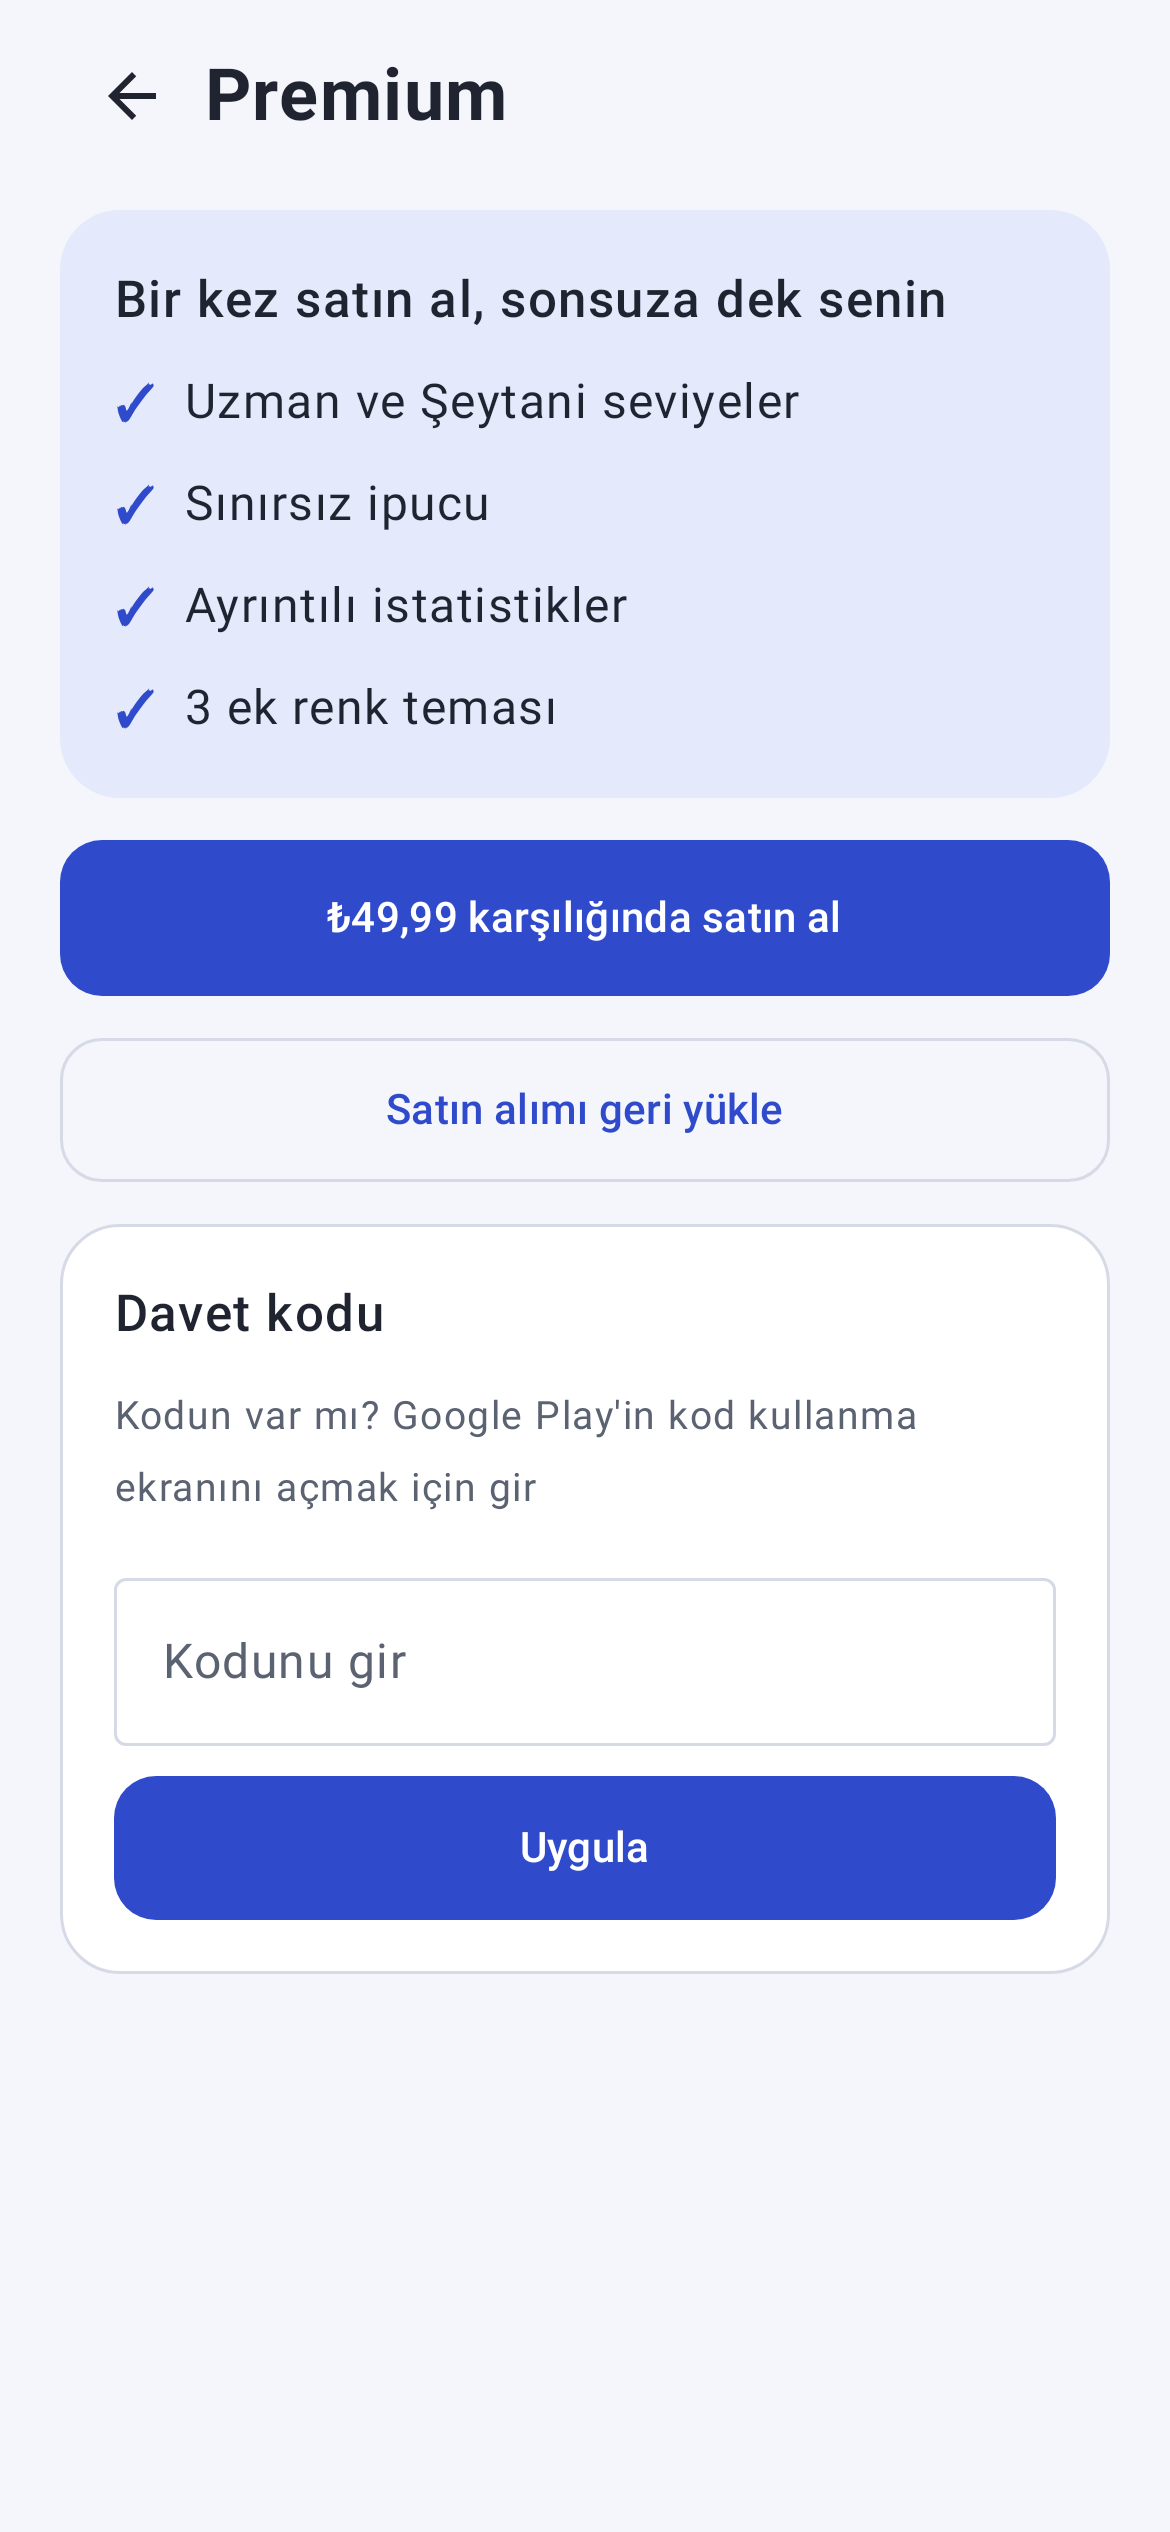 Premium
Bir kez satın al, sonsuza dek senin
✓ Uzman ve Şeytani seviyeler
✓ Sınırsız ipucu
✓ Ayrıntılı istatistikler
✓ 3 ek renk teması
₺49,99 karşılığında satın al
Satın alımı geri yükle
Davet kodu
Kodun var mı? Google Play'in kod kullanma
ekranını açmak için gir
Kodunu gir
Uygula